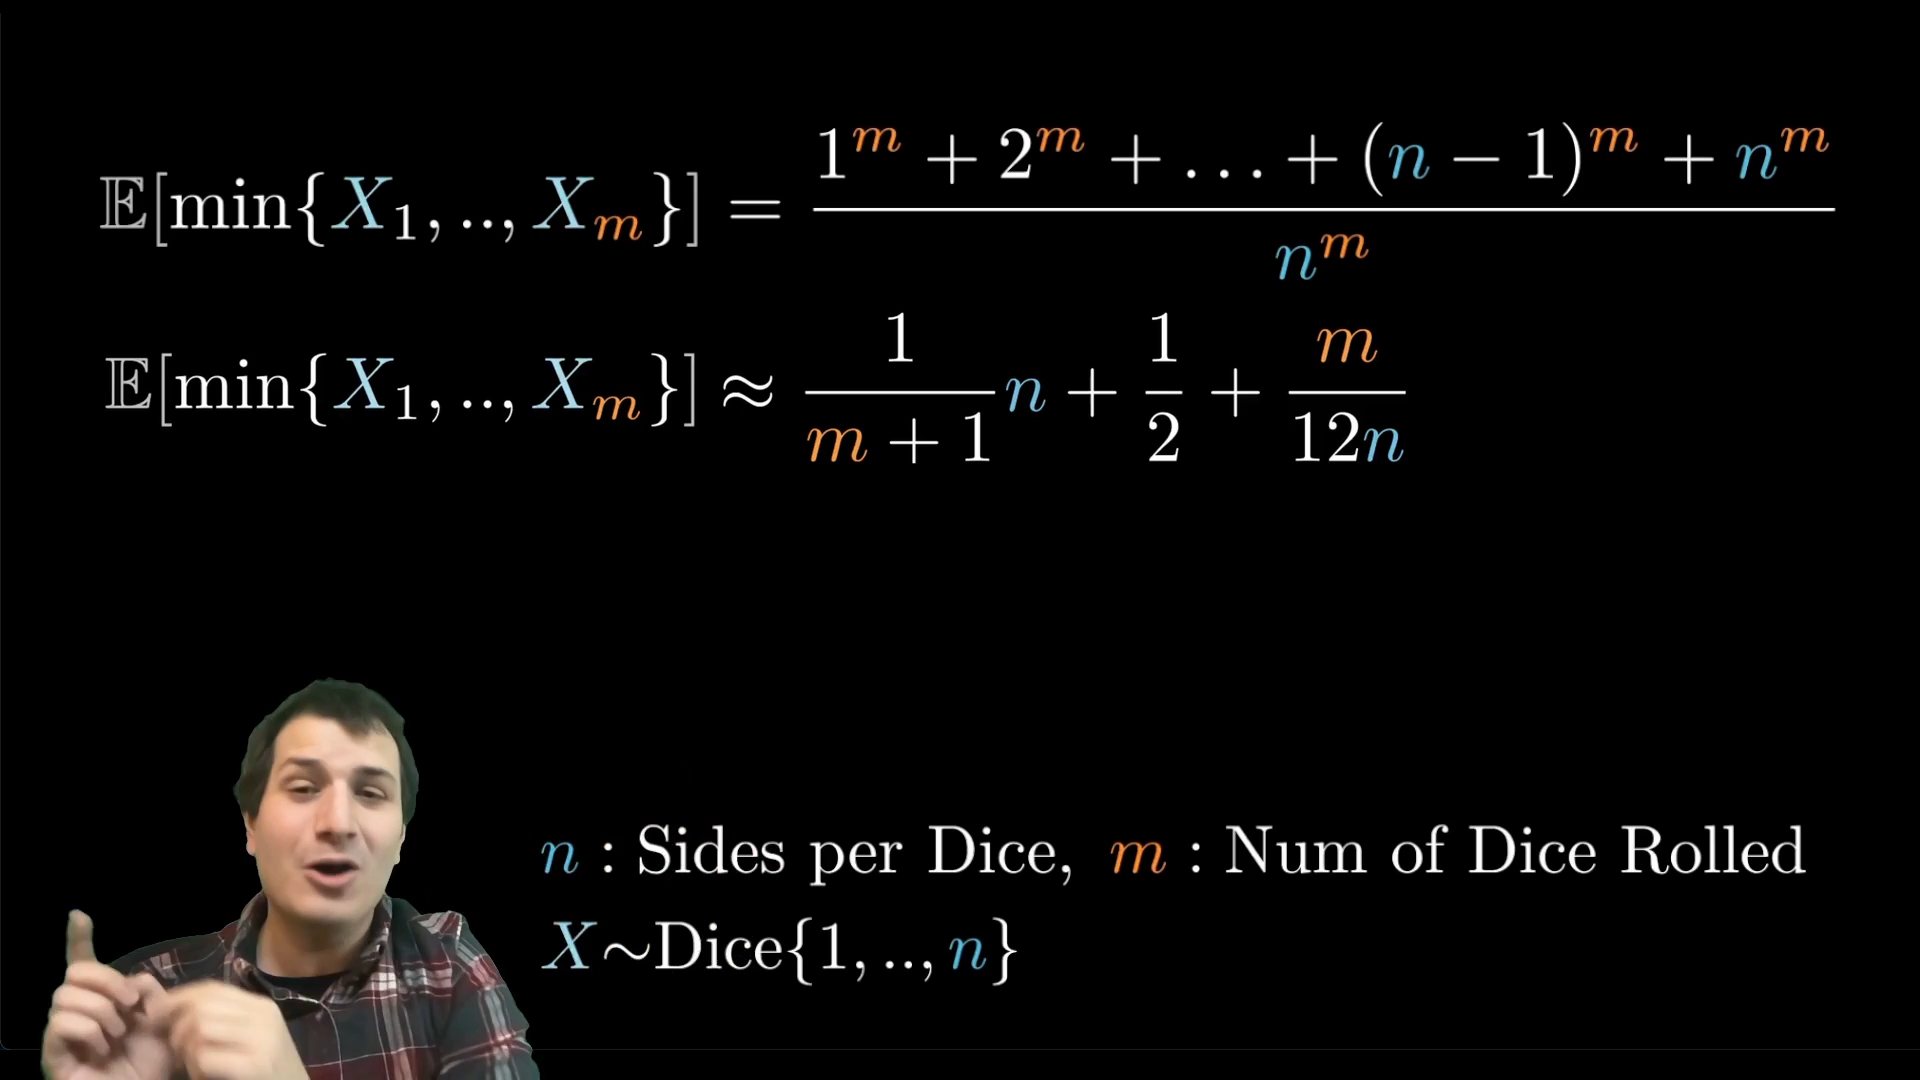 𝔼[min{X₁,..,Xₘ}] = (1ᵐ + 2ᵐ + ... + (n − 1)ᵐ + nᵐ) / nᵐ
𝔼[min{X₁,..,Xₘ}] ≈ 1/(m + 1) n + 1/2 + m/12n
n : Sides per Dice, m : Num of Dice Rolled
X~Dice{1,..,n}